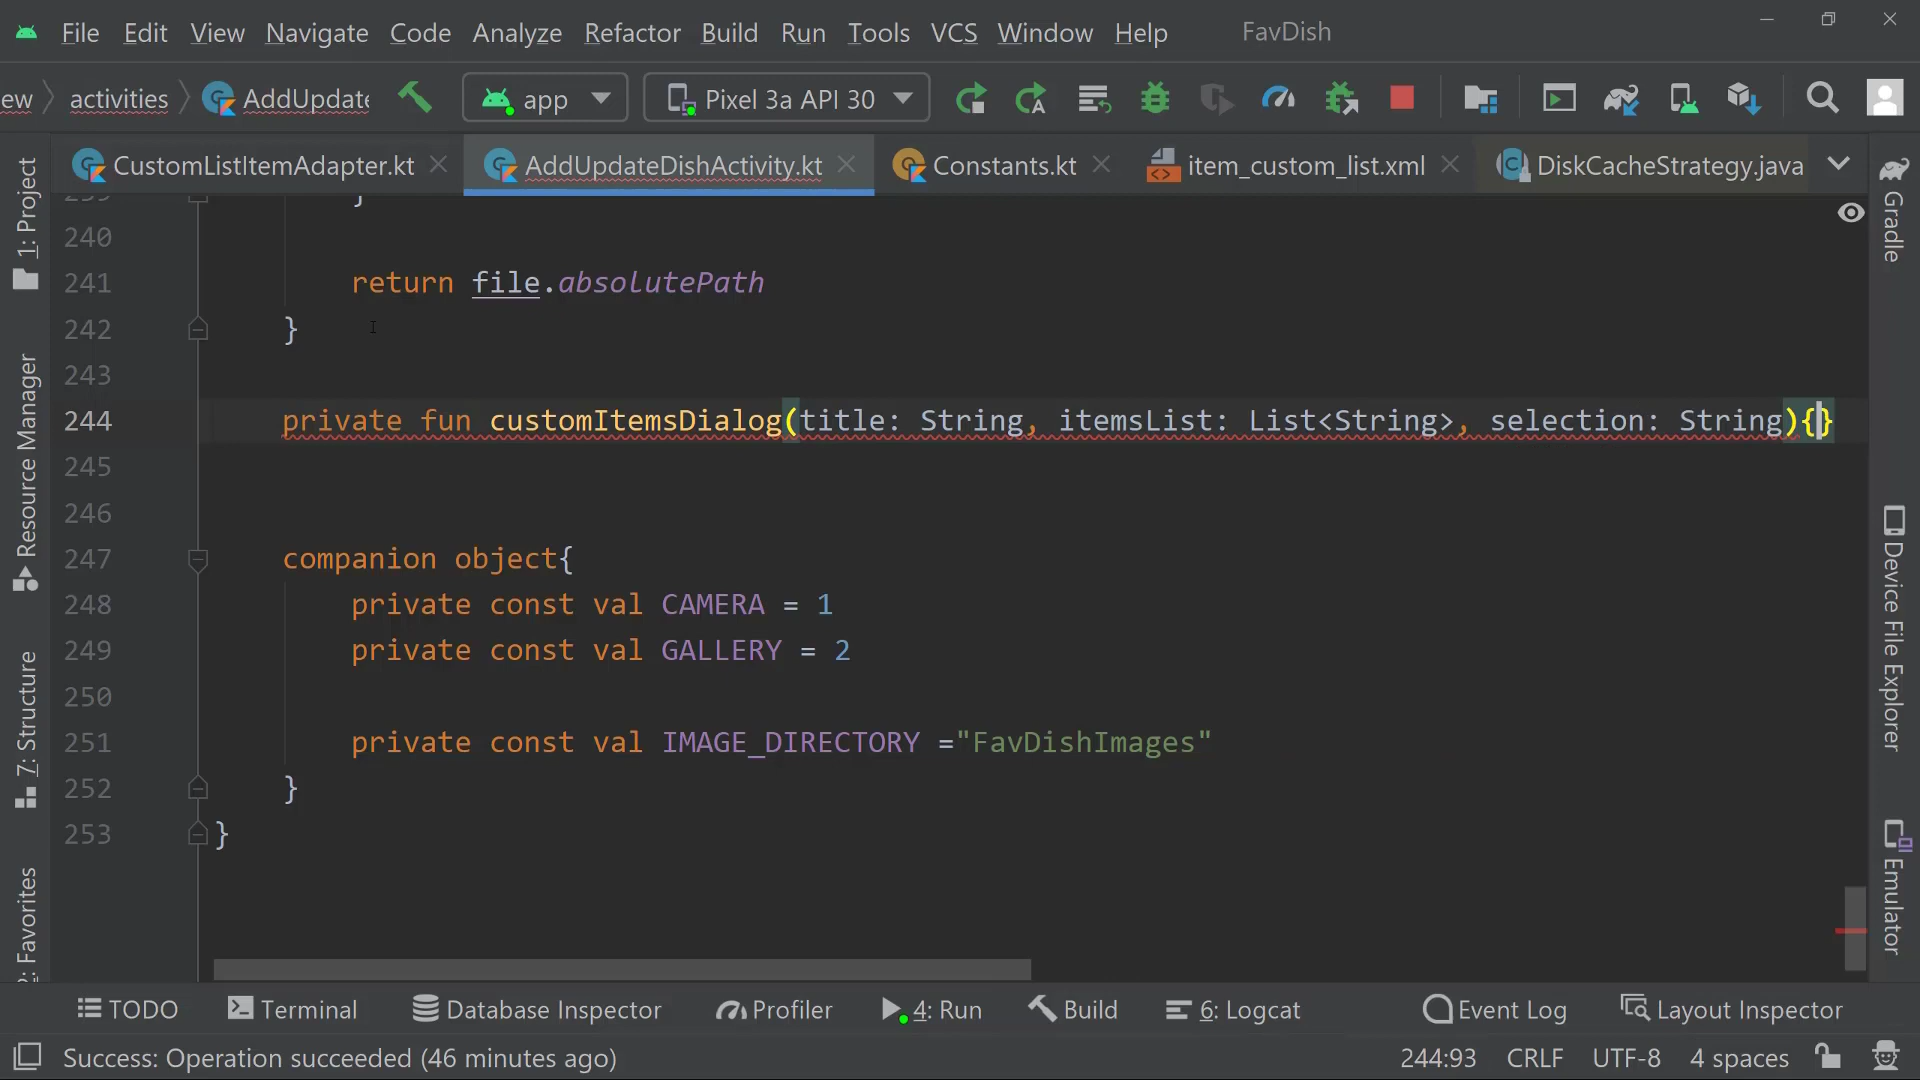 File Edit View Navigate Code Analyze Refactor Build Run Tools VCS Window Help FavDish
ew activities AddUpdate app Pixel 3a API 30
CustomListItemAdapter.kt AddUpdateDishActivity.kt Constants.kt item_custom_list.xml DiskCacheStrategy.java
1: Project
Resource Manager
7: Structure
2: Favorites
239 }
240
241 return file.absolutePath
242 }
243
244 private fun customItemsDialog(title: String, itemsList: List<String>, selection: String){}
245
246
247 companion object{
248 private const val CAMERA = 1
249 private const val GALLERY = 2
250
251 private const val IMAGE_DIRECTORY ="FavDishImages"
252 }
253 }
Gradle
Device File Explorer
Emulator
TODO Terminal Database Inspector Profiler 4: Run Build 6: Logcat Event Log Layout Inspector
Success: Operation succeeded (46 minutes ago) 244:93 CRLF UTF-8 4 spaces